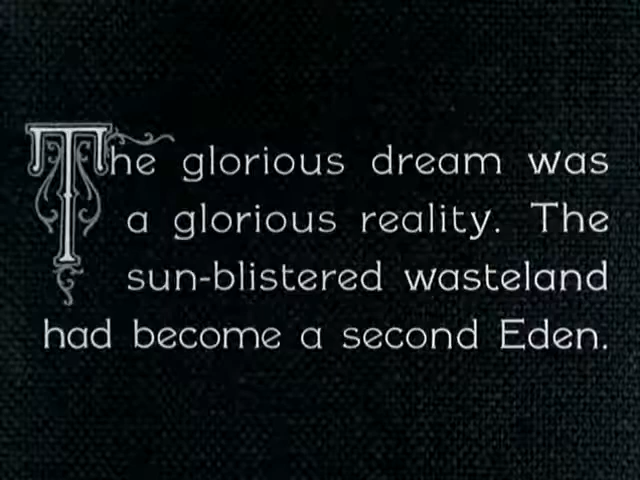 The glorious dream was
a glorious reality. The
sun-blistered wasteland
had become a second Eden.